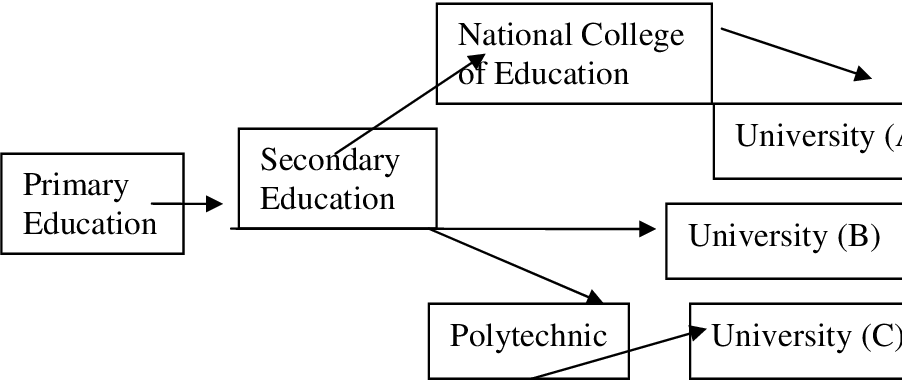 National College
of Education
University (
Secondary
Education
Primary
Education
University (B)
Polytechnic
University (C)